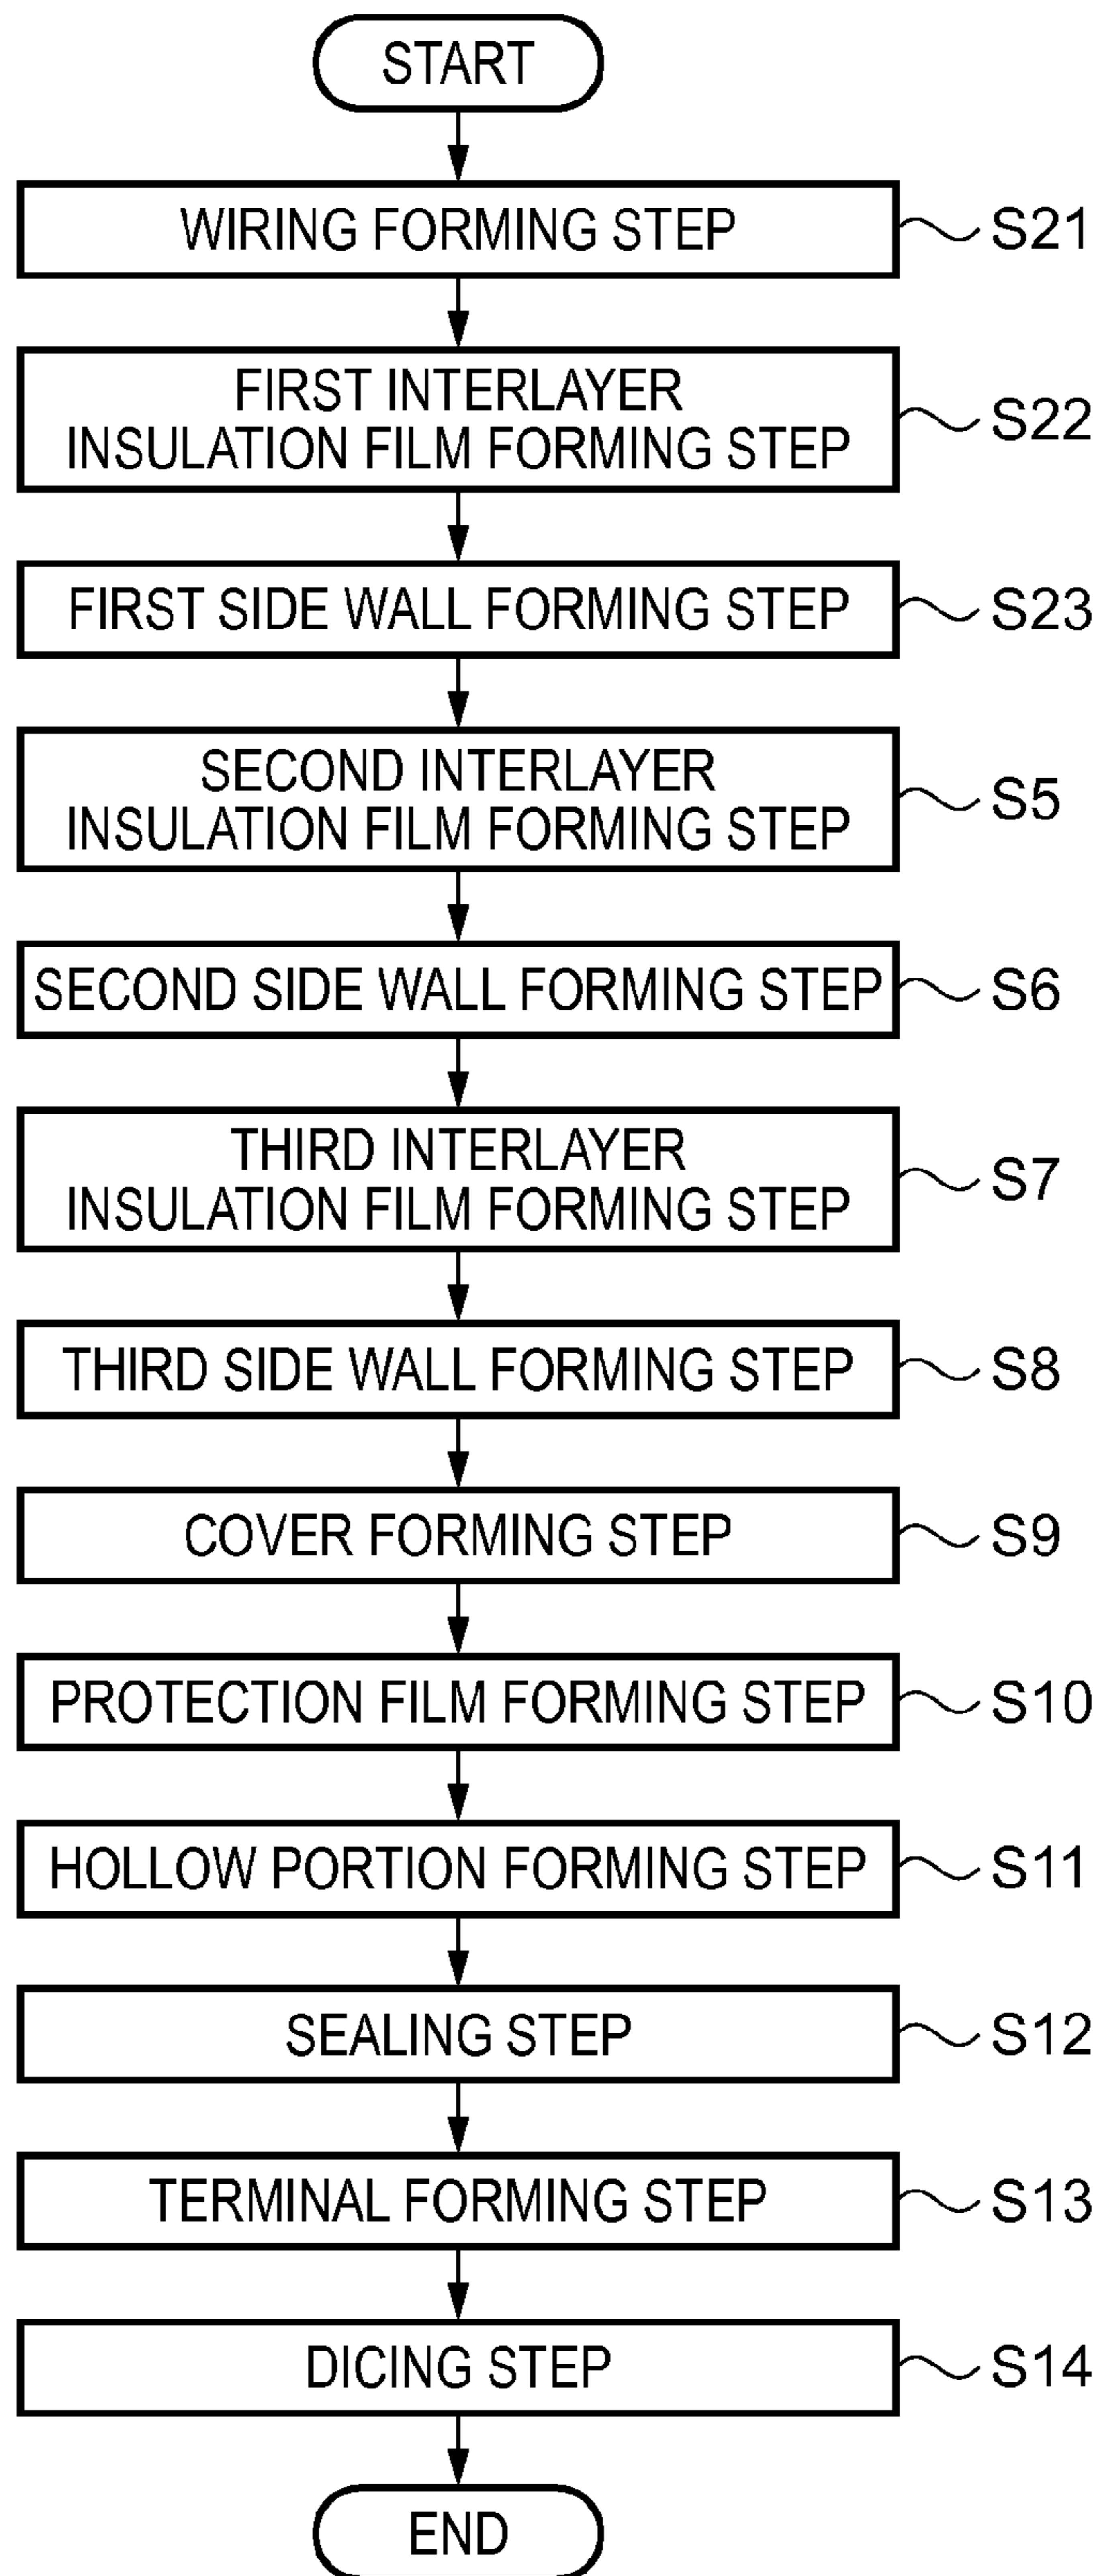 START
WIRING FORMING STEP
S21
FIRST INTERLAYER
INSULATION FILM FORMING STEP
S22
FIRST SIDE WALL FORMING STEP
S23
SECOND INTERLAYER
INSULATION FILM FORMING STEP
S5
SECOND SIDE WALL FORMING STEP
S6
THIRD INTERLAYER
INSULATION FILM FORMING STEP
S7
THIRD SIDE WALL FORMING STEP
S8
COVER FORMING STEP
S9
PROTECTION FILM FORMING STEP
S10
HOLLOW PORTION FORMING STEP
S11
SEALING STEP
S12
TERMINAL FORMING STEP
S13
DICING STEP
S14
END